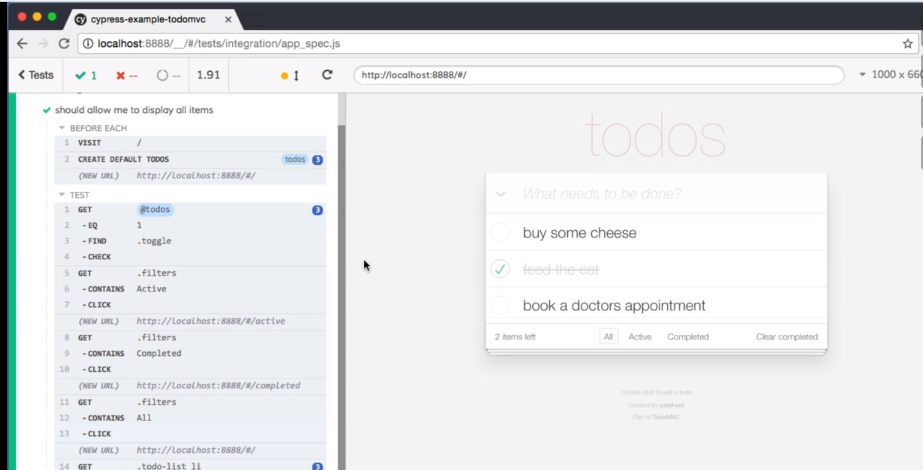 cypress-example-todomvc
localhost:8888/__/#/tests/integration/app_spec.js
Tests 1 -- -- 1.91 http://localhost:8888/#/ 1000 x 660
should allow me to display all items
BEFORE EACH
1 VISIT /
2 CREATE DEFAULT TODOS todos 3
(NEW URL) http://localhost:8888/#/
TEST
1 GET @todos 3
2 - EQ 1
3 - FIND .toggle
4 - CHECK
5 GET .filters
6 - CONTAINS Active
7 - CLICK
(NEW URL) http://localhost:8888/#/active
8 GET .filters
9 - CONTAINS Completed
10 - CLICK
(NEW URL) http://localhost:8888/#/completed
11 GET .filters
12 - CONTAINS All
13 - CLICK
(NEW URL) http://localhost:8888/#/
14 GET .todo-list li 3
todos
What needs to be done?
buy some cheese
feed the cat
book a doctors appointment
2 items left All Active Completed Clear completed
Double-click to edit a todo
Created by petehunt
Part of TodoMVC